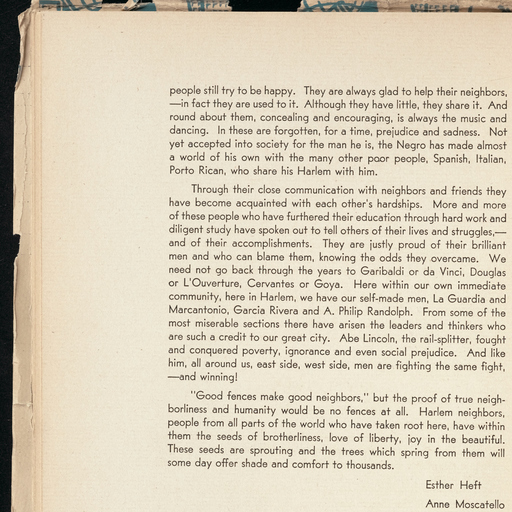 people still try to be happy. They are always glad to help their neighbors,
—in fact they are used to it. Although they have little, they share it. And
round about them, concealing and encouraging, is always the music and
dancing. In these are forgotten, for a time, prejudice and sadness. Not
yet accepted into society for the man he is, the Negro has made almost
a world of his own with the many other poor people, Spanish, Italian,
Porto Rican, who share his Harlem with him.
Through their close communication with neighbors and friends they
have become acquainted with each other's hardships. More and more
of these people who have furthered their education through hard work and
diligent study have spoken out to tell others of their lives and struggles,—
and of their accomplishments. They are justly proud of their brilliant
men and who can blame them, knowing the odds they overcame. We
need not go back through the years to Garibaldi or da Vinci, Douglas
or L'Ouverture, Cervantes or Goya. Here within our own immediate
community, here in Harlem, we have our self-made men, La Guardia and
Marcantonio, Garcia Rivera and A. Philip Randolph. From some of the
most miserable sections there have arisen the leaders and thinkers who
are such a credit to our great city. Abe Lincoln, the rail-splitter, fought
and conquered poverty, ignorance and even social prejudice. And like
him, all around us, east side, west side, men are fighting the same fight,
—and winning!
"Good fences make good neighbors," but the proof of true neigh-
borliness and humanity would be no fences at all. Harlem neighbors,
people from all parts of the world who have taken root here, have within
them the seeds of brotherliness, love of liberty, joy in the beautiful.
These seeds are sprouting and the trees which spring from them will
some day offer shade and comfort to thousands.
Esther Heft
Anne Moscatello